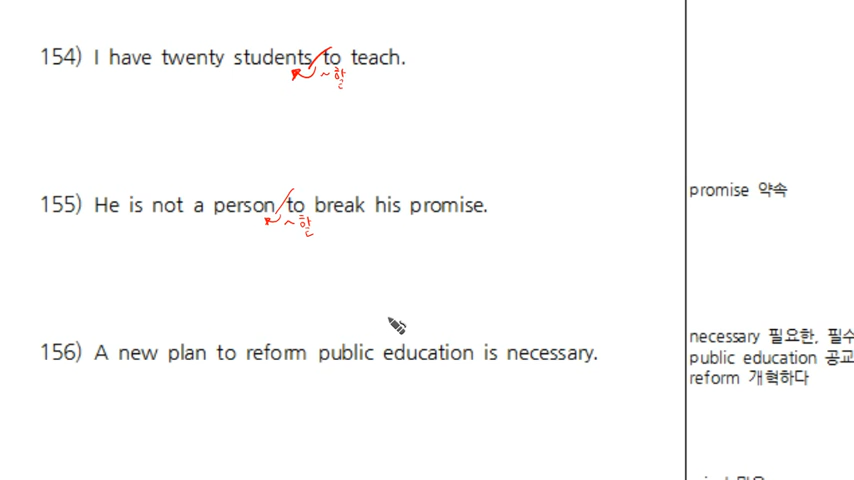 154) I have twenty students to teach.
~할
155) He is not a person to break his promise.
~할
promise 약속
156) A new plan to reform public education is necessary.
necessary 필요한, 필수
public education 공교
reform 개혁하다